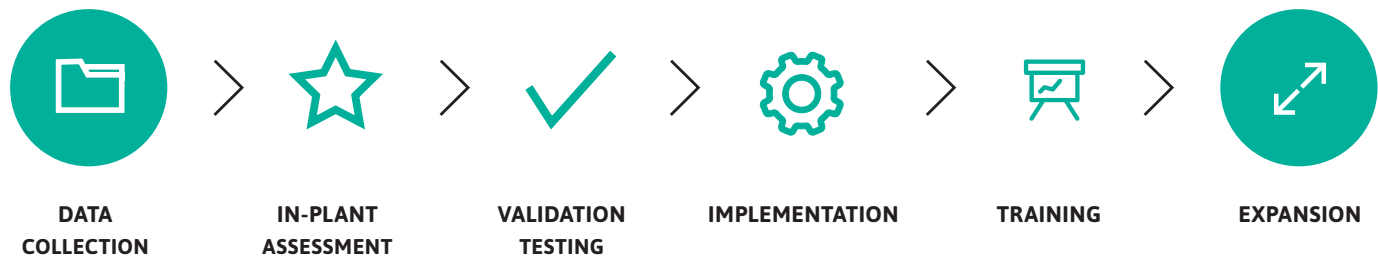 DATA
COLLECTION
IN-PLANT
ASSESSMENT
VALIDATION
TESTING
IMPLEMENTATION
TRAINING
EXPANSION